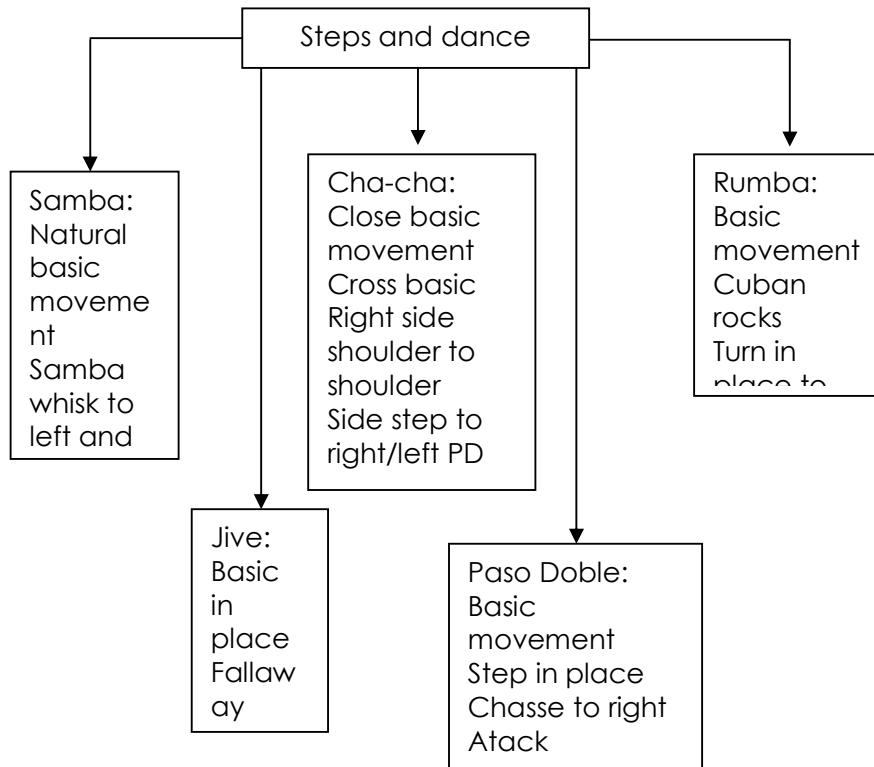 Steps and dance
Samba:
Natural
basic
moveme
nt
Samba
whisk to
left and
Cha-cha:
Close basic
movement
Cross basic
Right side
shoulder to
shoulder
Side step to
right/left PD
Rumba:
Basic
movement
Cuban
rocks
Turn in
place to
Jive:
Basic
in
place
Fallaw
ay
Paso Doble:
Basic
movement
Step in place
Chasse to right
Atack